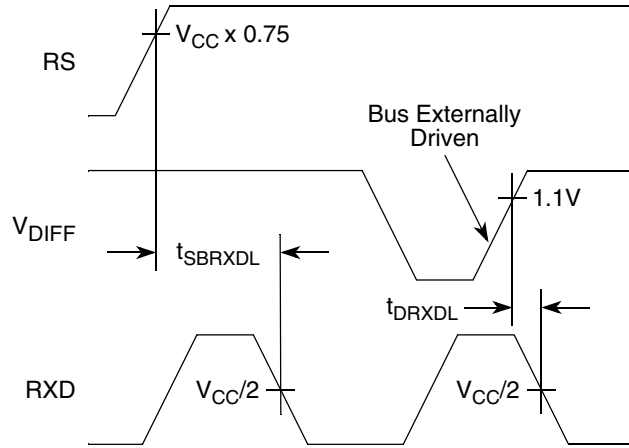 V_CC x 0.75
RS
Bus Externally
Driven
1.1V
V_DIFF
t_SBRXDL
t_DRXDL
RXD
V_CC/2
V_CC/2